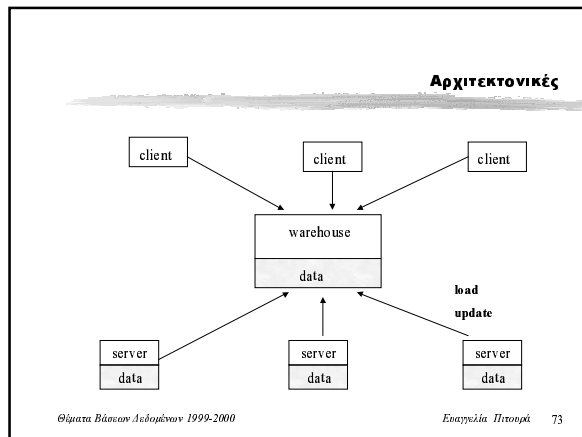 Αρχιτεκτονικές
client client client
warehouse
data
load
update
server server server
data data data
Θέματα Βάσεων Δεδομένων 1999-2000 Ευαγγελία Πιτουρά 73